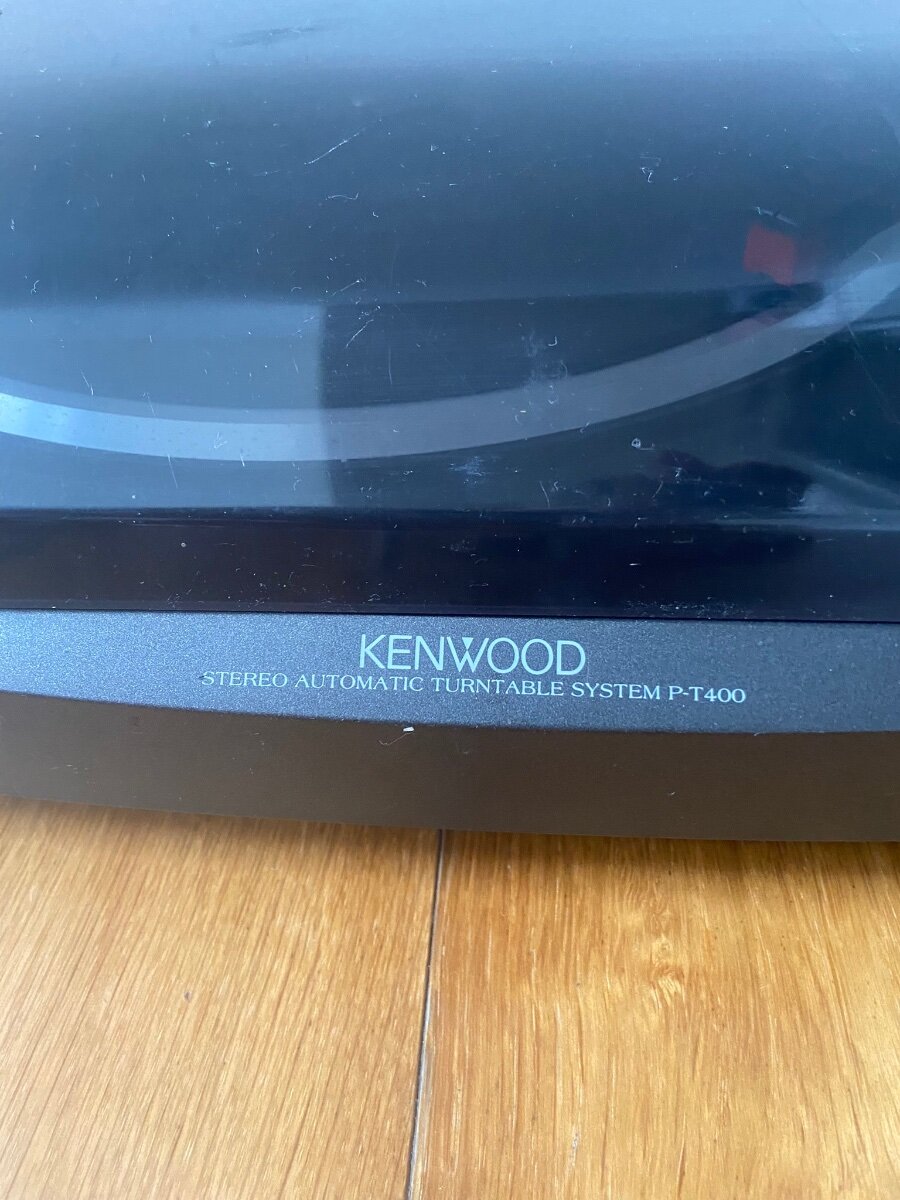 KENWOOD
STEREO AUTOMATIC TURNTABLE SYSTEM P-T400